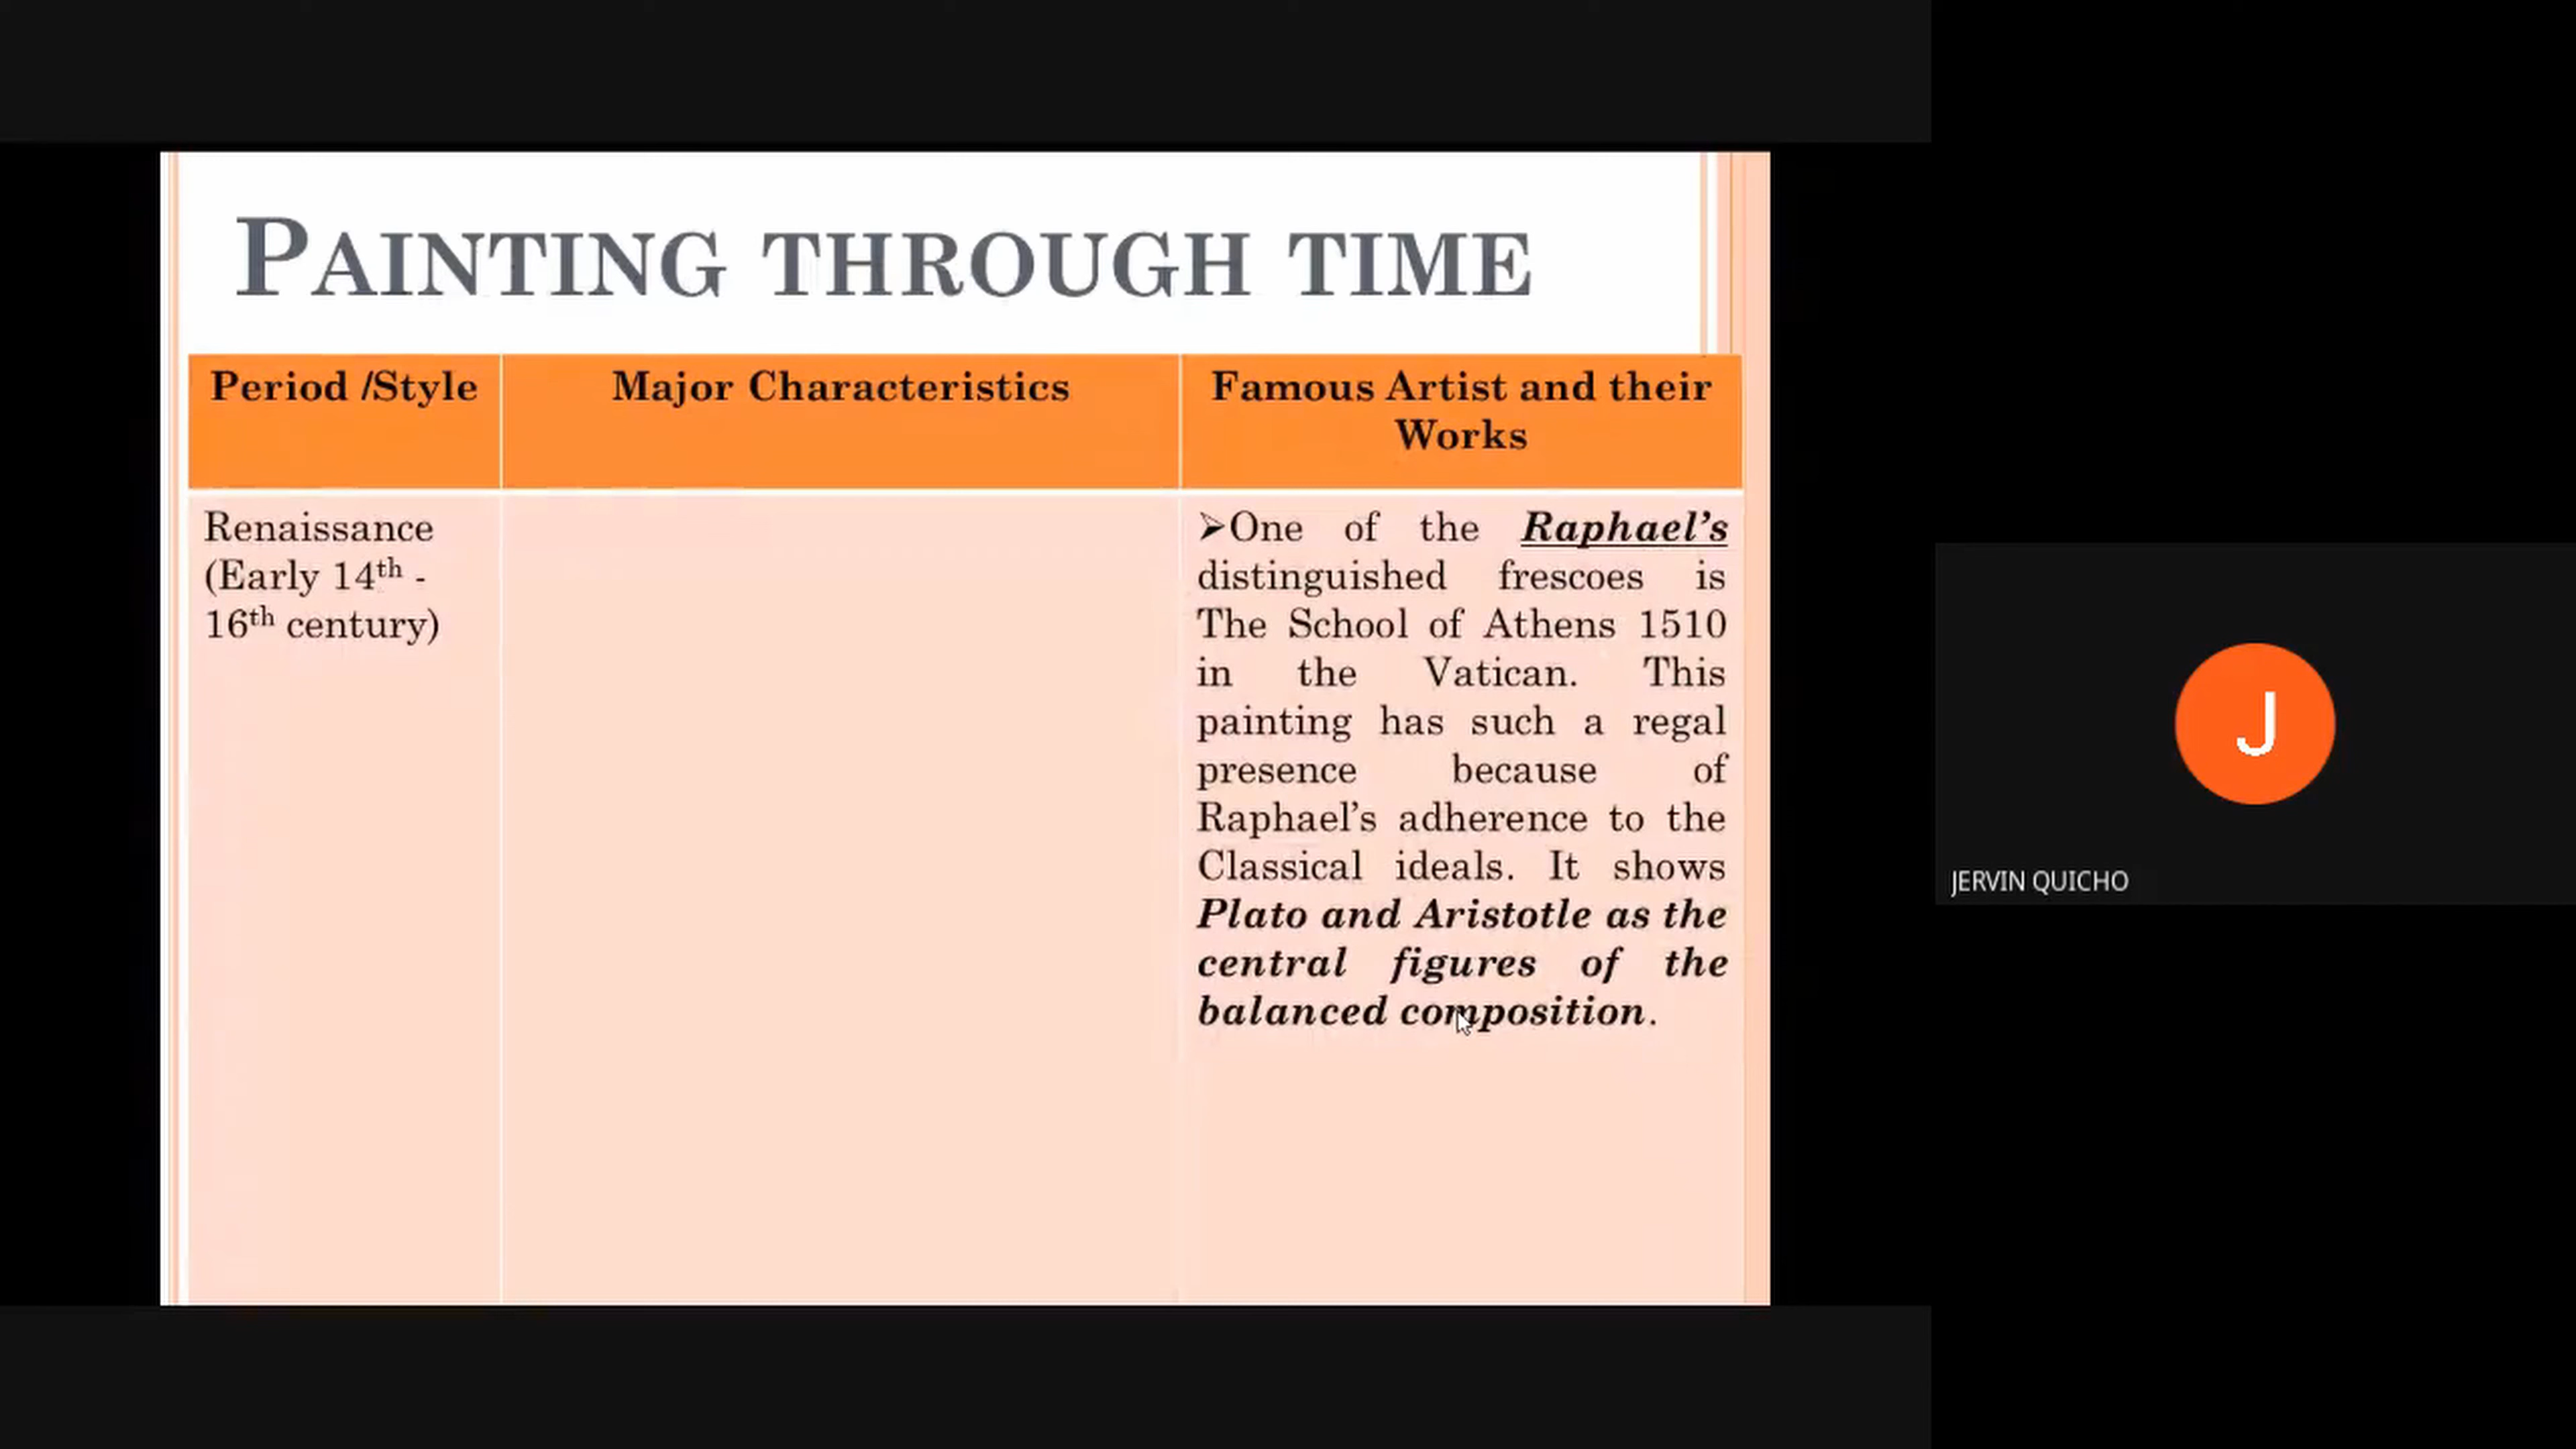 PAINTING THROUGH TIME
Period /Style
Major Characteristics
Famous Artist and their
Works
Renaissance
(Early 14th -
16th century)
➢One of the Raphael’s
distinguished frescoes is
The School of Athens 1510
in the Vatican. This
painting has such a regal
presence because of
Raphael’s adherence to the
Classical ideals. It shows
Plato and Aristotle as the
central figures of the
balanced composition.
J
JERVIN QUICHO